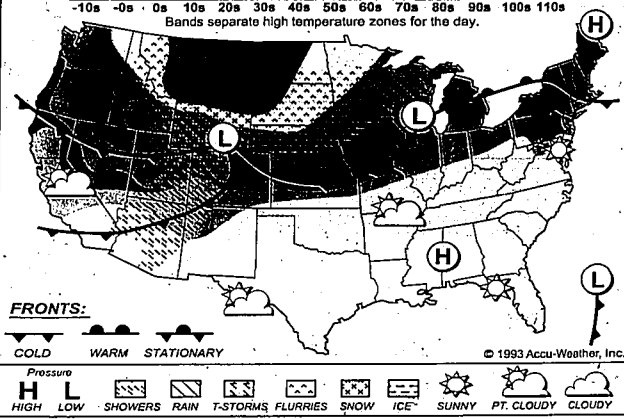 -10s -0s 0s 10s 20s 30s 40s 50s 60s 70s 80s 90s 100s 110s
Bands separate high temperature zones for the day.
H
L
L
H
L
FRONTS:
COLD WARM STATIONARY
© 1993 Accu-Weather, Inc.
Pressure
H L
HIGH LOW SHOWERS RAIN T-STORMS FLURRIES SNOW ICE SUNNY PT. CLOUDY CLOUDY